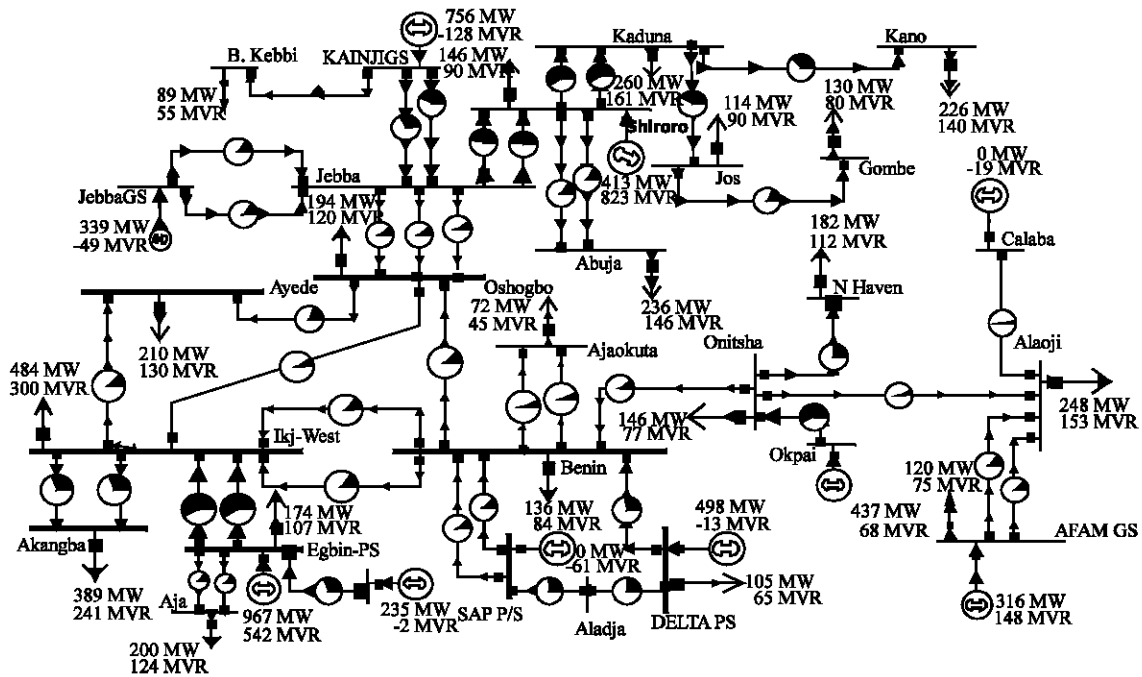 756 MW
-128 MVR
Kaduna
Kano
B. Kebbi
KAINJIGS
146 MW
90 MVR
260 MW
161 MVR
130 MW
80 MVR
226 MW
140 MVR
89 MW
55 MVR
114 MW
90 MVR
Shiroro
0 MW
-19 MVR
Gombe
Jos
Jebba
JebbaGS
413 MW
823 MVR
194 MW
120 MVR
339 MW
-49 MVR
182 MW
112 MVR
Calaba
Abuja
Ayede
Oshogbo
N Haven
72 MW
45 MVR
236 MW
146 MVR
210 MW
130 MVR
Ajaokuta
Onitsha
Alaoji
484 MW
300 MVR
146 MW
77 MVR
248 MW
153 MVR
Ikj-West
Benin
Okpai
174 MW
107 MVR
136 MW
84 MVR
498 MW
-13 MVR
120 MW
75 MVR
437 MW
68 MVR
Akangba
Egbin-PS
0 MW
-61 MVR
AFAM GS
389 MW
241 MVR
Aja
967 MW
542 MVR
235 MW
-2 MVR
SAP P/S
Aladja
DELTA PS
105 MW
65 MVR
316 MW
148 MVR
200 MW
124 MVR